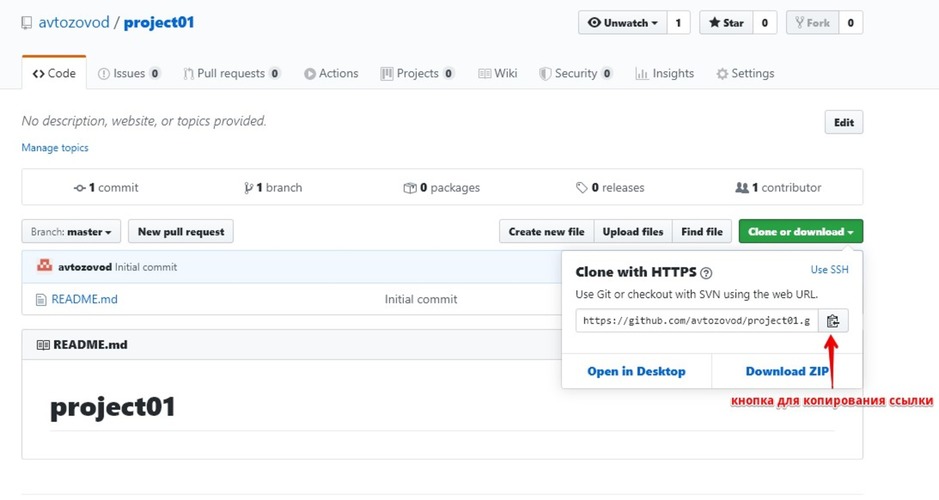 avtozovod / project01
Unwatch 1 Star 0 Fork 0
Code Issues 0 Pull requests 0 Actions Projects 0 Wiki Security 0 Insights Settings
No description, website, or topics provided.
Edit
Manage topics
1 commit 1 branch 0 packages 0 releases 1 contributor
Branch: master New pull request Create new file Upload files Find file Clone or download
avtozovod Initial commit
README.md Initial commit
Clone with HTTPS ? Use SSH
Use Git or checkout with SVN using the web URL.
https://github.com/avtozovod/project01.g
Open in Desktop Download ZIP
кнопка для копирования ссылки
README.md
project01